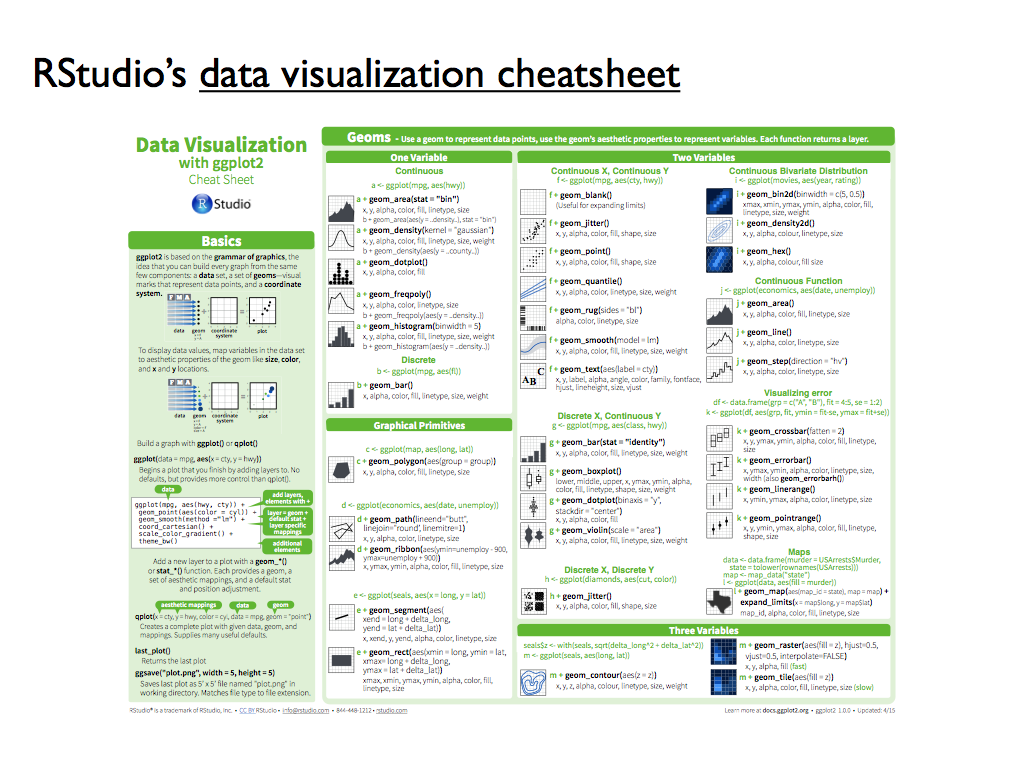 RStudio’s data visualization cheatsheet
Data Visualization
with ggplot2
Cheat Sheet
R Studio
Basics
ggplot2 is based on the grammar of graphics, the
idea that you can build every graph from the same
few components: a data set, a set of geoms—visual
marks that represent data points, and a coordinate
system.
data geom coordinate system plot
To display data values, map variables in the data set
to aesthetic properties of the geom like size, color,
and x and y locations.
data geom coordinate system plot
Build a graph with ggplot() or qplot()
ggplot(data = mpg, aes(x = cty, y = hwy))
Begins a plot that you finish by adding layers to. No
defaults, but provides more control than qplot().
data
ggplot(mpg, aes(hwy, cty)) +
geom_point(aes(color = cyl)) +
geom_smooth(method ="lm") +
coord_cartesian() +
scale_color_gradient() +
theme_bw()
add layers,
elements with +
layer = geom +
default stat +
layer specific
mappings
additional
elements
Add a new layer to a plot with a geom_*()
or stat_*() function. Each provides a geom, a
set of aesthetic mappings, and a default stat
and position adjustment.
aesthetic mappings data geom
qplot(x = cty, y = hwy, color = cyl, data = mpg, geom = "point")
Creates a complete plot with given data, geom, and
mappings. Supplies many useful defaults.
last_plot()
Returns the last plot
ggsave("plot.png", width = 5, height = 5)
Saves last plot as 5’ x 5’ file named "plot.png" in
working directory. Matches file type to file extension.
Geoms - Use a geom to represent data points, use the geom’s aesthetic properties to represent variables. Each function returns a layer.
One Variable
Continuous
a <- ggplot(mpg, aes(hwy))
a + geom_area(stat = "bin")
x, y, alpha, color, fill, linetype, size
b + geom_area(aes(y = ..density..), stat = "bin")
a + geom_density(kernel = "gaussian")
x, y, alpha, color, fill, linetype, size, weight
b + geom_density(aes(y = ..county..))
a + geom_dotplot()
x, y, alpha, color, fill
a + geom_freqpoly()
x, y, alpha, color, linetype, size
b + geom_freqpoly(aes(y = ..density..))
a + geom_histogram(binwidth = 5)
x, y, alpha, color, fill, linetype, size, weight
b + geom_histogram(aes(y = ..density..))
Discrete
b <- ggplot(mpg, aes(fl))
b + geom_bar()
x, alpha, color, fill, linetype, size, weight
Graphical Primitives
c <- ggplot(map, aes(long, lat))
c + geom_polygon(aes(group = group))
x, y, alpha, color, fill, linetype, size
d <- ggplot(economics, aes(date, unemploy))
d + geom_path(lineend="butt",
linejoin="round', linemitre=1)
x, y, alpha, color, linetype, size
d + geom_ribbon(aes(ymin=unemploy - 900,
ymax=unemploy + 900))
x, ymax, ymin, alpha, color, fill, linetype, size
e <- ggplot(seals, aes(x = long, y = lat))
e + geom_segment(aes(
xend = long + delta_long,
yend = lat + delta_lat))
x, xend, y, yend, alpha, color, linetype, size
e + geom_rect(aes(xmin = long, ymin = lat,
xmax= long + delta_long,
ymax = lat + delta_lat))
xmax, xmin, ymax, ymin, alpha, color, fill,
linetype, size
Two Variables
Continuous X, Continuous Y
f <- ggplot(mpg, aes(cty, hwy))
f + geom_blank()
(Useful for expanding limits)
f + geom_jitter()
x, y, alpha, color, fill, shape, size
f + geom_point()
x, y, alpha, color, fill, shape, size
f + geom_quantile()
x, y, alpha, color, linetype, size, weight
f + geom_rug(sides = "bl")
alpha, color, linetype, size
f + geom_smooth(model = lm)
x, y, alpha, color, fill, linetype, size, weight
ABC
f + geom_text(aes(label = cty))
x, y, label, alpha, angle, color, family, fontface,
hjust, lineheight, size, vjust
Discrete X, Continuous Y
g <- ggplot(mpg, aes(class, hwy))
g + geom_bar(stat = "identity")
x, y, alpha, color, fill, linetype, size, weight
g + geom_boxplot()
lower, middle, upper, x, ymax, ymin, alpha,
color, fill, linetype, shape, size, weight
g + geom_dotplot(binaxis = "y",
stackdir = "center")
x, y, alpha, color, fill
g + geom_violin(scale = "area")
x, y, alpha, color, fill, linetype, size, weight
Discrete X, Discrete Y
h <- ggplot(diamonds, aes(cut, color))
h + geom_jitter()
x, y, alpha, color, fill, shape, size
Continuous Bivariate Distribution
i <- ggplot(movies, aes(year, rating))
i + geom_bin2d(binwidth = c(5, 0.5))
xmax, xmin, ymax, ymin, alpha, color, fill,
linetype, size, weight
i + geom_density2d()
x, y, alpha, colour, linetype, size
i + geom_hex()
x, y, alpha, colour, fill size
Continuous Function
j <- ggplot(economics, aes(date, unemploy))
j + geom_area()
x, y, alpha, color, fill, linetype, size
j + geom_line()
x, y, alpha, color, linetype, size
j + geom_step(direction = "hv")
x, y, alpha, color, linetype, size
Visualizing error
df <- data.frame(grp = c("A", "B"), fit = 4:5, se = 1:2)
k <- ggplot(df, aes(grp, fit, ymin = fit-se, ymax = fit+se))
k + geom_crossbar(fatten = 2)
x, y, ymax, ymin, alpha, color, fill, linetype,
size
k + geom_errorbar()
x, ymax, ymin, alpha, color, linetype, size,
width (also geom_errorbarh())
k + geom_linerange()
x, ymin, ymax, alpha, color, linetype, size
k + geom_pointrange()
x, y, ymin, ymax, alpha, color, fill, linetype,
shape, size
Maps
data <- data.frame(murder = USArrests$Murder,
state = tolower(rownames(USArrests)))
map <- map_data("state")
l <- ggplot(data, aes(fill = murder))
l + geom_map(aes(map_id = state), map = map) +
expand_limits(x = map$long, y = map$lat)
map_id, alpha, color, fill, linetype, size
Three Variables
seals$z <- with(seals, sqrt(delta_long^2 + delta_lat^2))
m <- ggplot(seals, aes(long, lat))
m + geom_contour(aes(z = z))
x, y, z, alpha, colour, linetype, size, weight
m + geom_raster(aes(fill = z), hjust=0.5,
vjust=0.5, interpolate=FALSE)
x, y, alpha, fill (fast)
m + geom_tile(aes(fill = z))
x, y, alpha, color, fill, linetype, size (slow)
RStudio® is a trademark of RStudio, Inc. • CC BY RStudio • info@rstudio.com • 844-448-1212 • rstudio.com
Learn more at docs.ggplot2.org • ggplot2 1.0.0 • Updated: 4/15